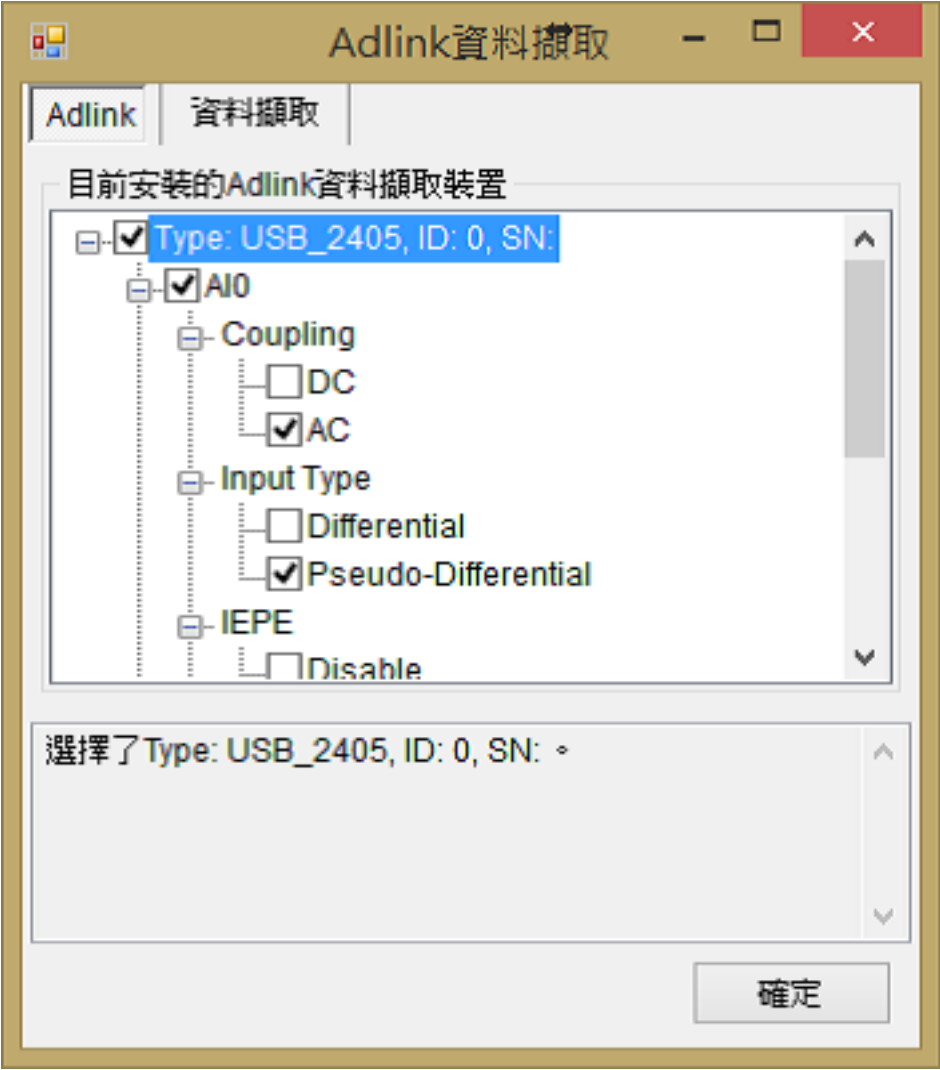 Adlink資料擷取
Adlink
資料擷取
目前安裝的Adlink資料擷取裝置
Type: USB_2405, ID: 0, SN:
AI0
Coupling
DC
AC
Input Type
Differential
Pseudo-Differential
IEPE
Disable
選擇了Type: USB_2405, ID: 0, SN: 。
確定